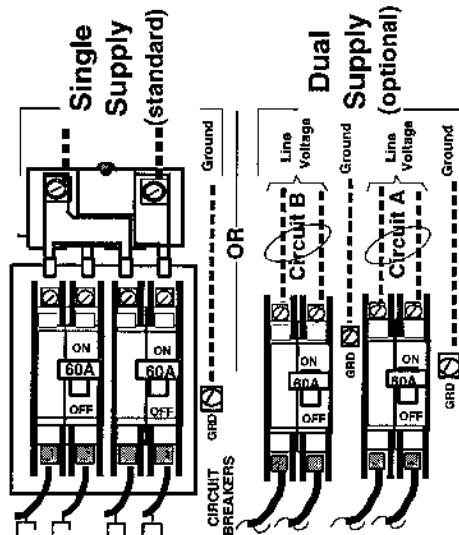 Single
Supply
(standard)
Ground
ON
60A
OFF
ON
60A
OFF
GRD
CIRCUIT
BREAKERS
OR
Dual
Supply
(optional)
Line
Voltage
Circuit B
Ground
ON
60A
OFF
GRD
Line
Voltage
Circuit A
Ground
ON
60A
OFF
GRD